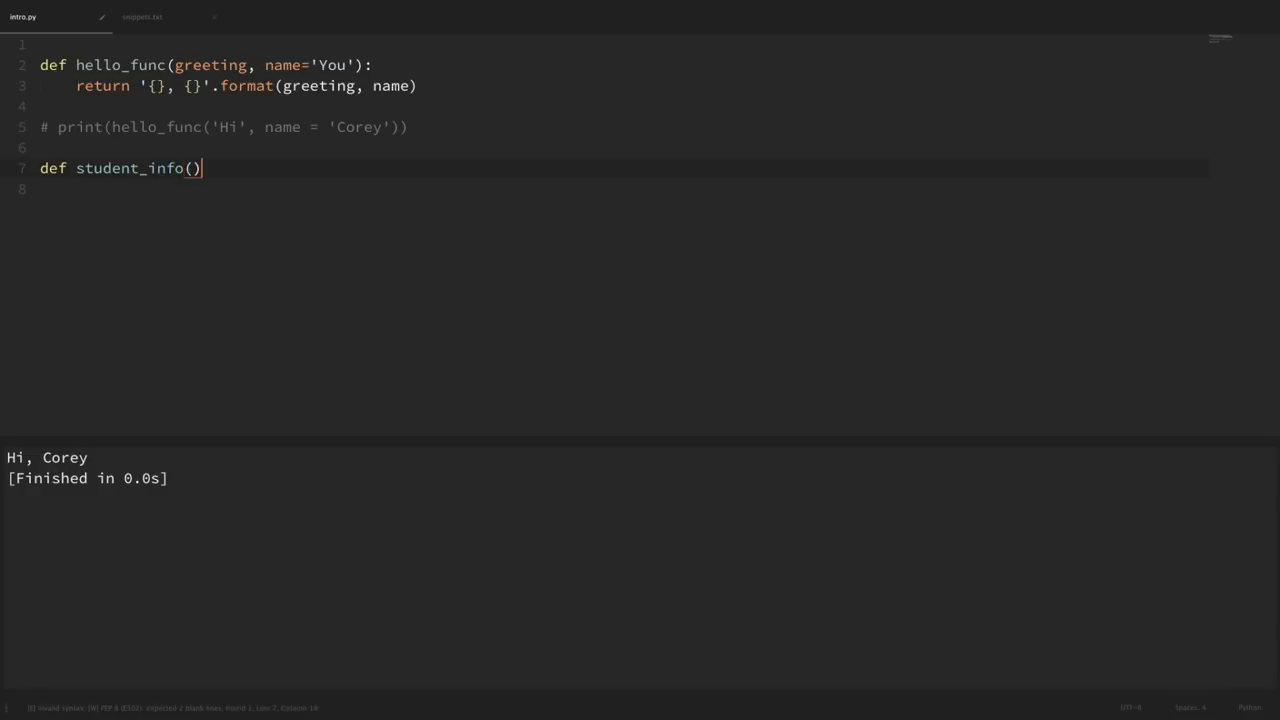 intro.py
snippets.txt
1
2 def hello_func(greeting, name='You'):
3 return '{}, {}'.format(greeting, name)
4
5 # print(hello_func('Hi', name = 'Corey'))
6
7 def student_info()
8
Hi, Corey
[Finished in 0.0s]
[E] invalid syntax; [W] PEP 8 (E302): expected 2 blank lines, found 1, Line 7, Column 19
UTF-8 Spaces: 4 Python